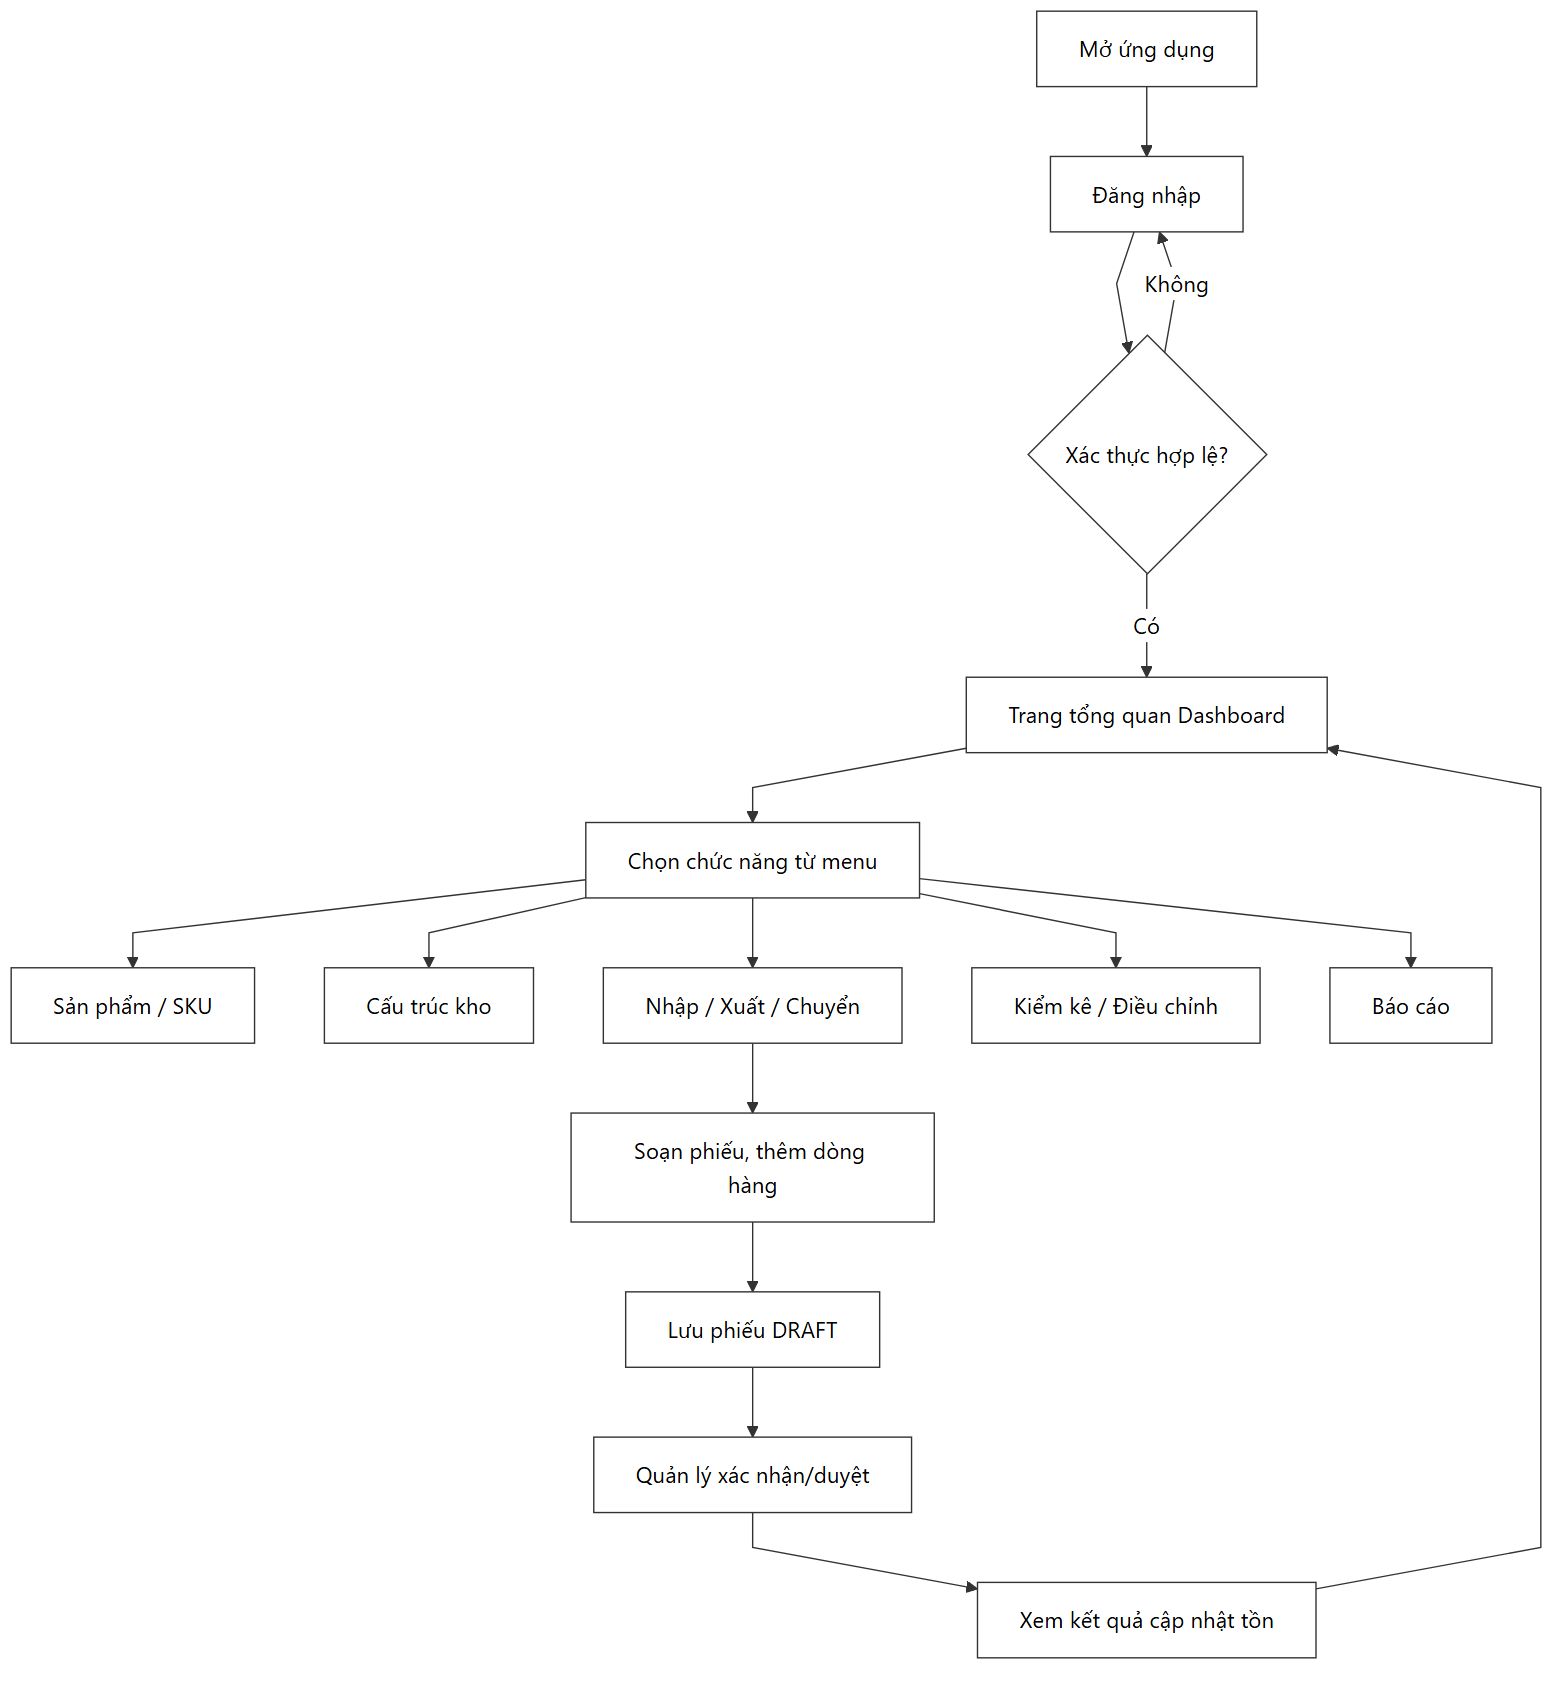 Mở ứng dụng
Đăng nhập
Không
Xác thực hợp lệ?
Có
Trang tổng quan Dashboard
Chọn chức năng từ menu
Sản phẩm / SKU
Cấu trúc kho
Nhập / Xuất / Chuyển
Kiểm kê / Điều chỉnh
Báo cáo
Soạn phiếu, thêm dòng
hàng
Lưu phiếu DRAFT
Quản lý xác nhận/duyệt
Xem kết quả cập nhật tồn